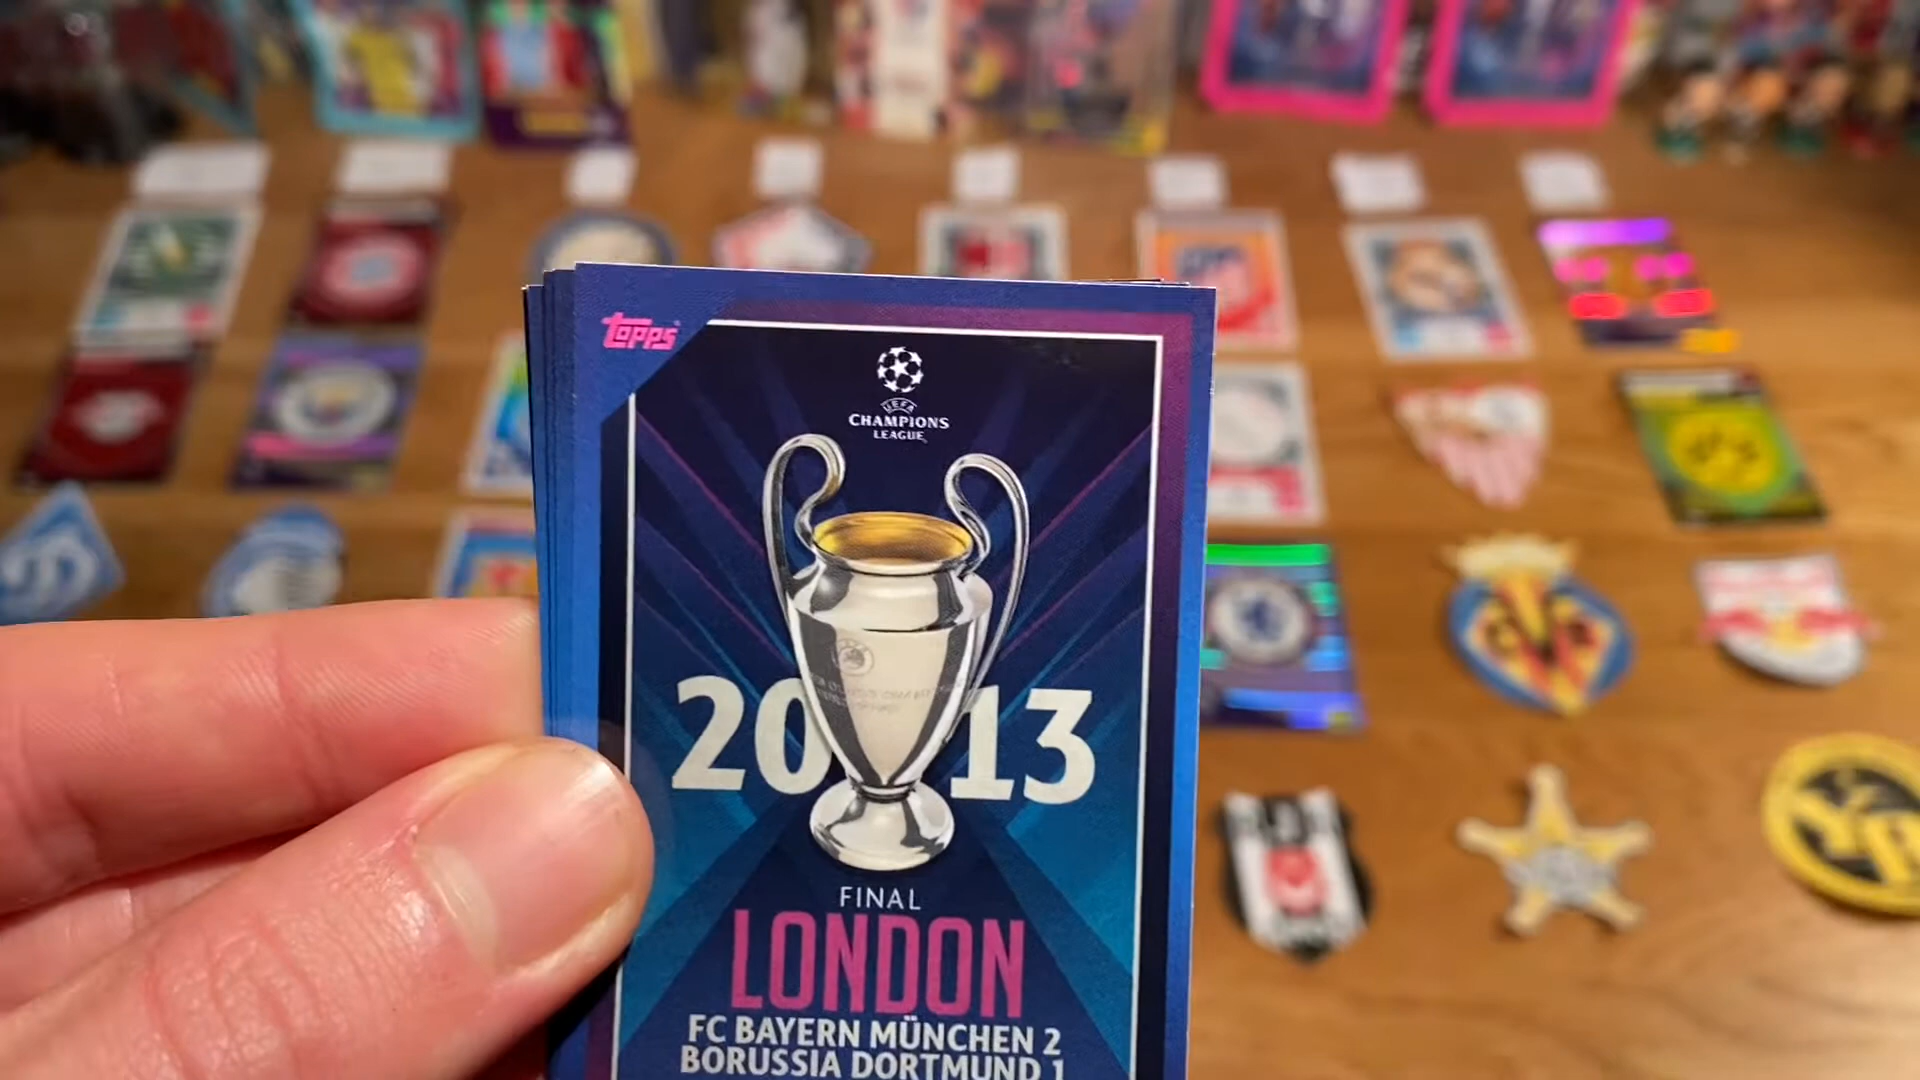 topps
UEFA
CHAMPIONS
LEAGUE
2013
FINAL
LONDON
FC BAYERN MÜNCHEN 2
BORUSSIA DORTMUND 1